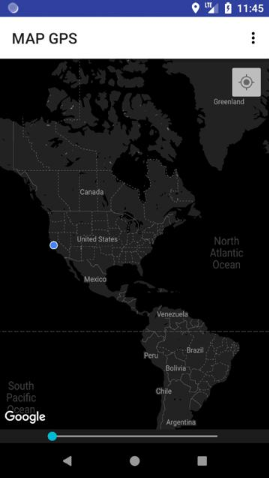 LTE 11:45
MAP GPS
Greenland
Canada
United States
North
Atlantic
Ocean
Mexico
Venezuela
Peru
Brazil
Bolivia
South
Pacific
Ocean
Chile
Google
Argentina